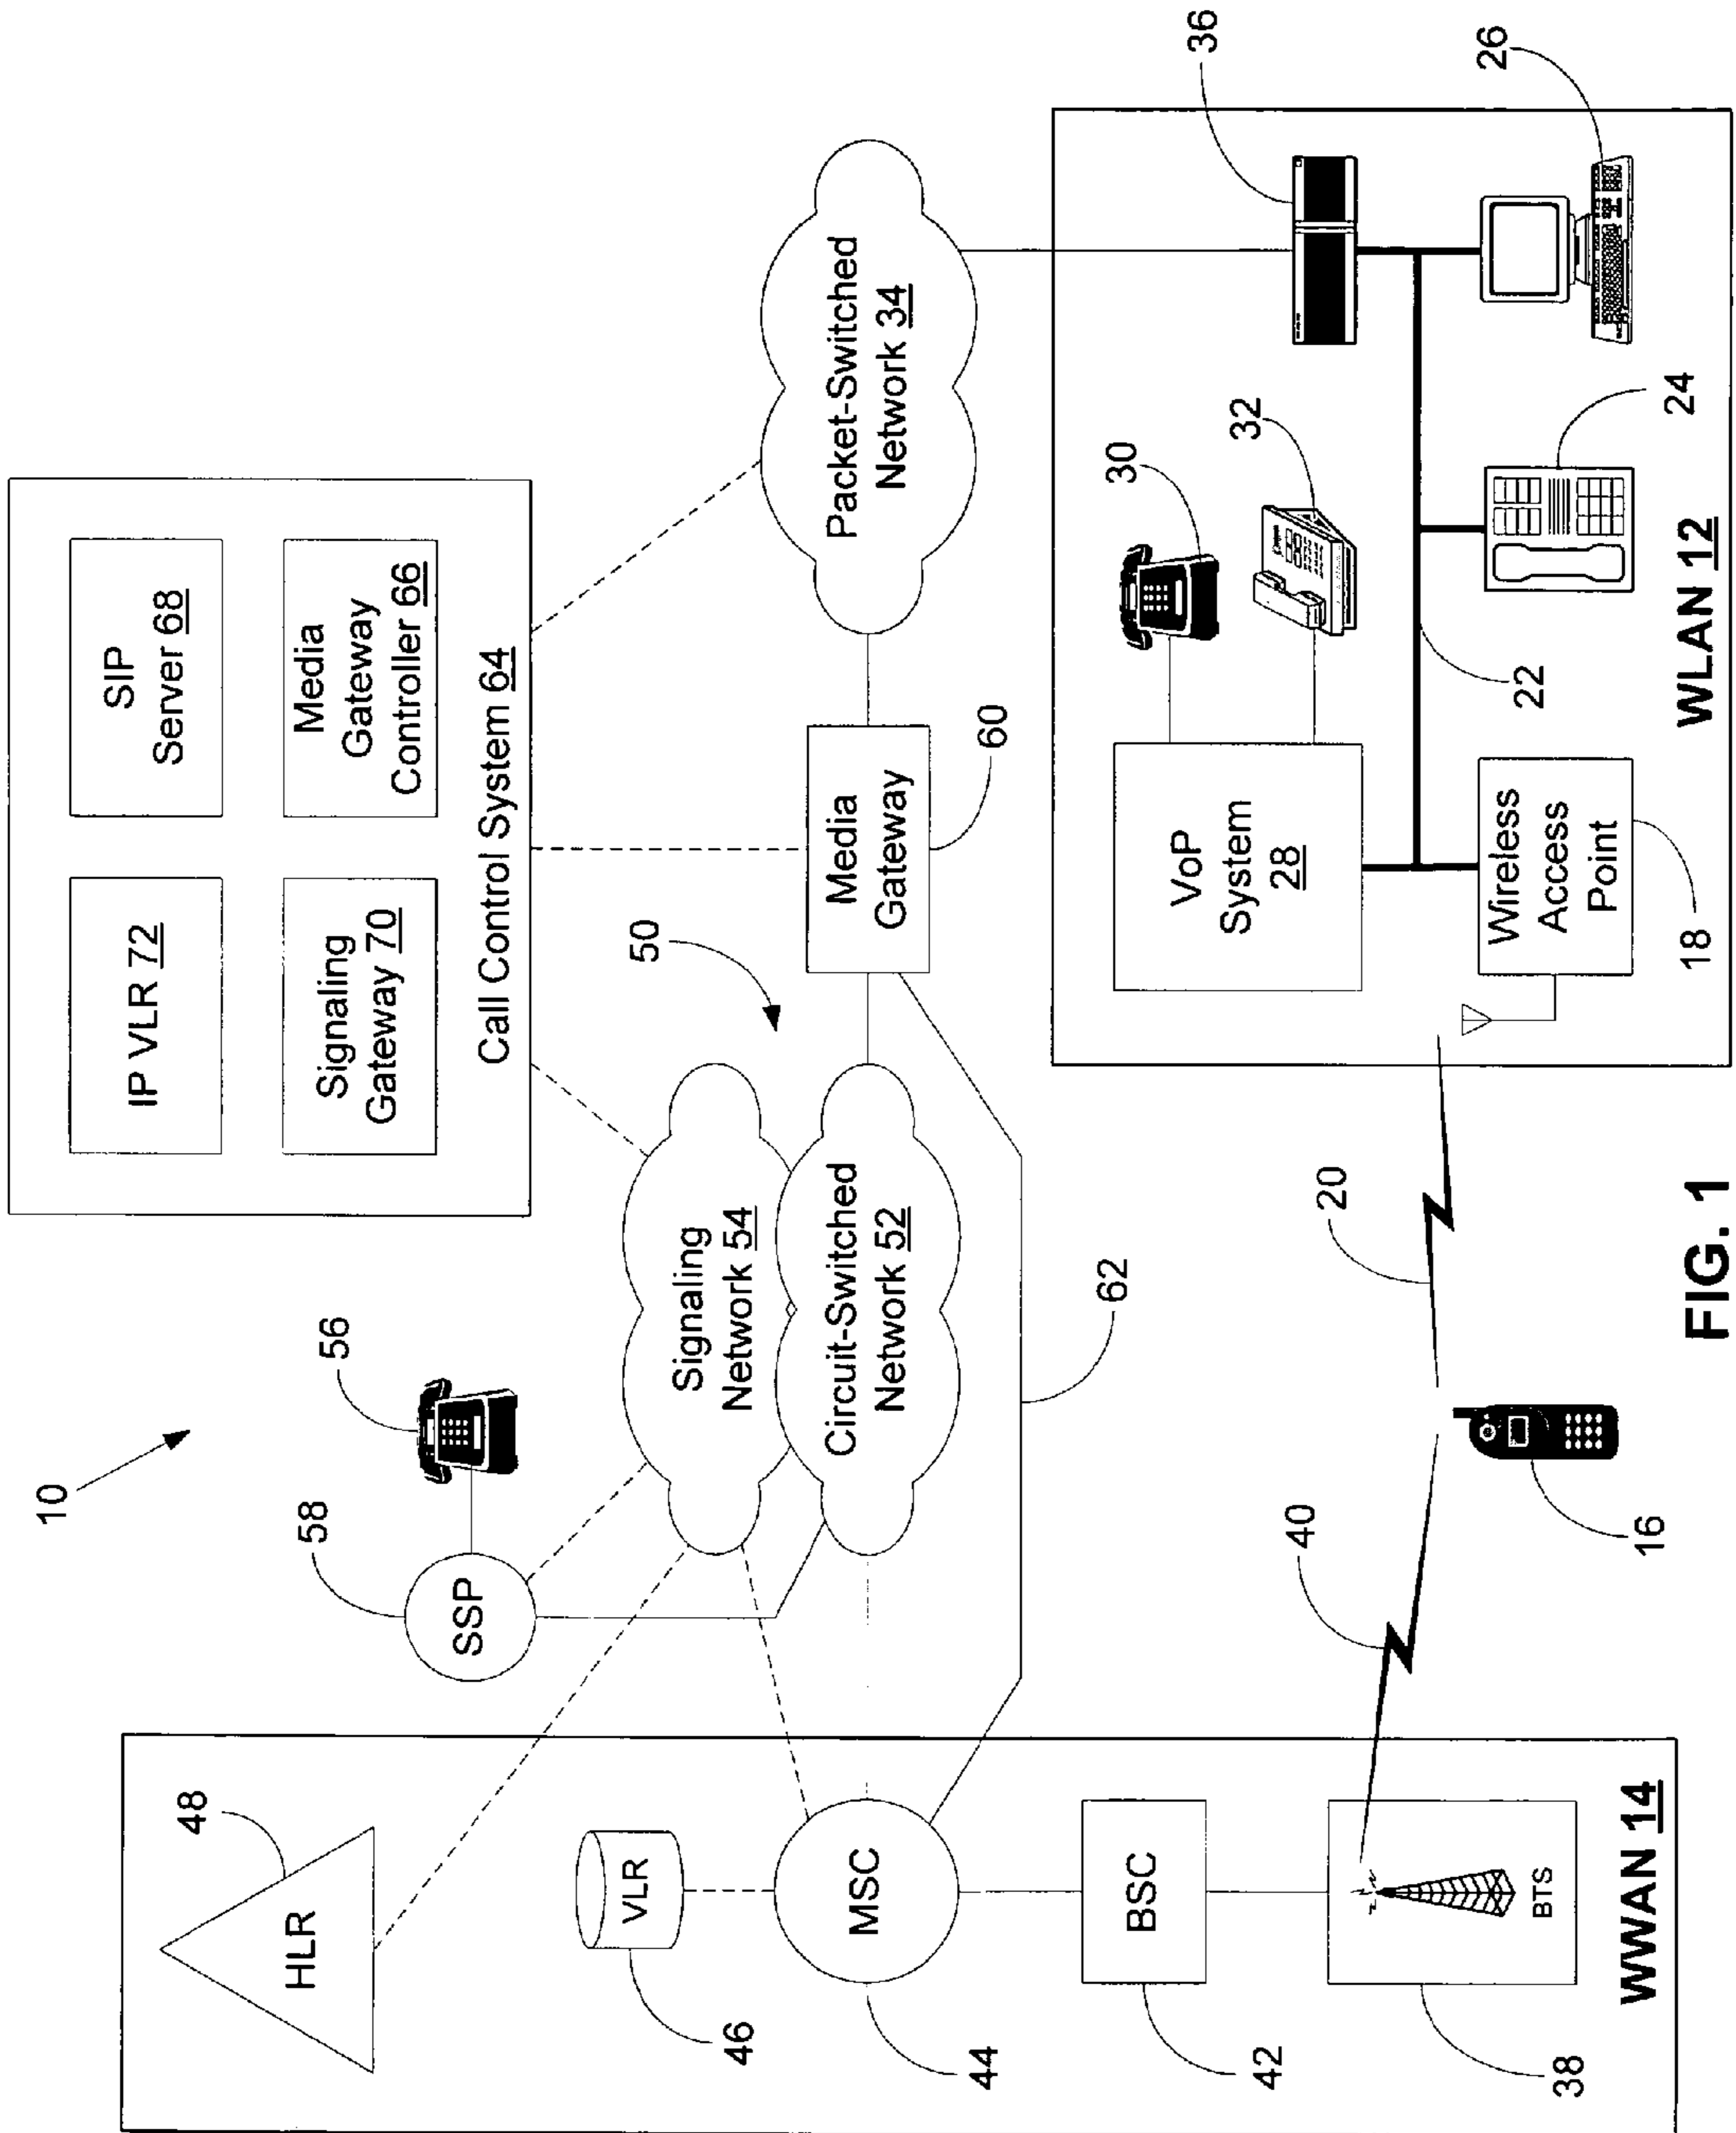 10
HLR
48
VLR
46
MSC
44
BSC
42
BTS
38
WWAN 14
SSP
58
56
Signaling
Network 54
Circuit-Switched
Network 52
50
62
40
16
20
IP VLR 72
SIP
Server 68
Signaling
Gateway 70
Media
Gateway
Controller 66
Call Control System 64
Media
Gateway
60
Packet-Switched
Network 34
36
VoP
System
28
30
32
22
Wireless
Access
Point
18
24
26
WLAN 12
FIG. 1